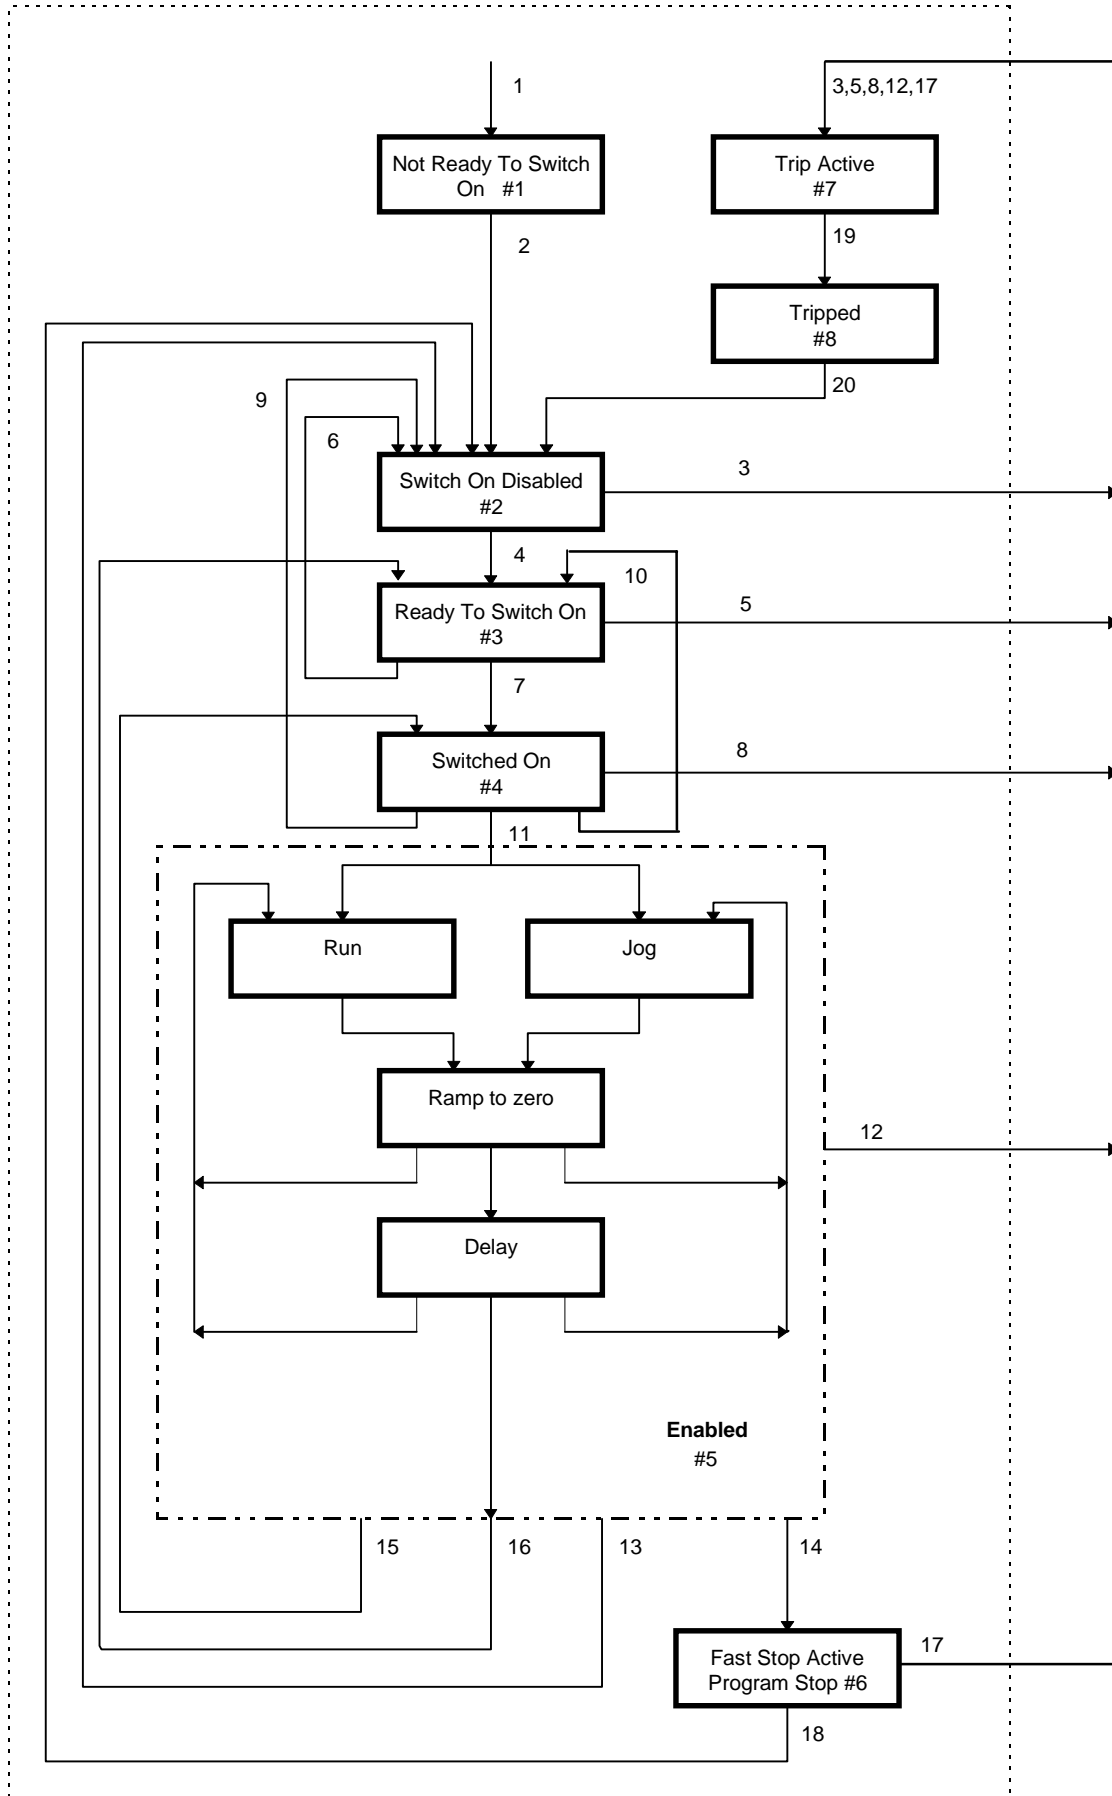 1
3,5,8,12,17
Not Ready To Switch
On #1
Trip Active
#7
2
19
Tripped
#8
20
9
6
Switch On Disabled
#2
3
4
10
Ready To Switch On
#3
5
7
Switched On
#4
8
11
Run
Jog
Ramp to zero
12
Delay
Enabled
#5
15
16
13
14
Fast Stop Active
Program Stop #6
17
18